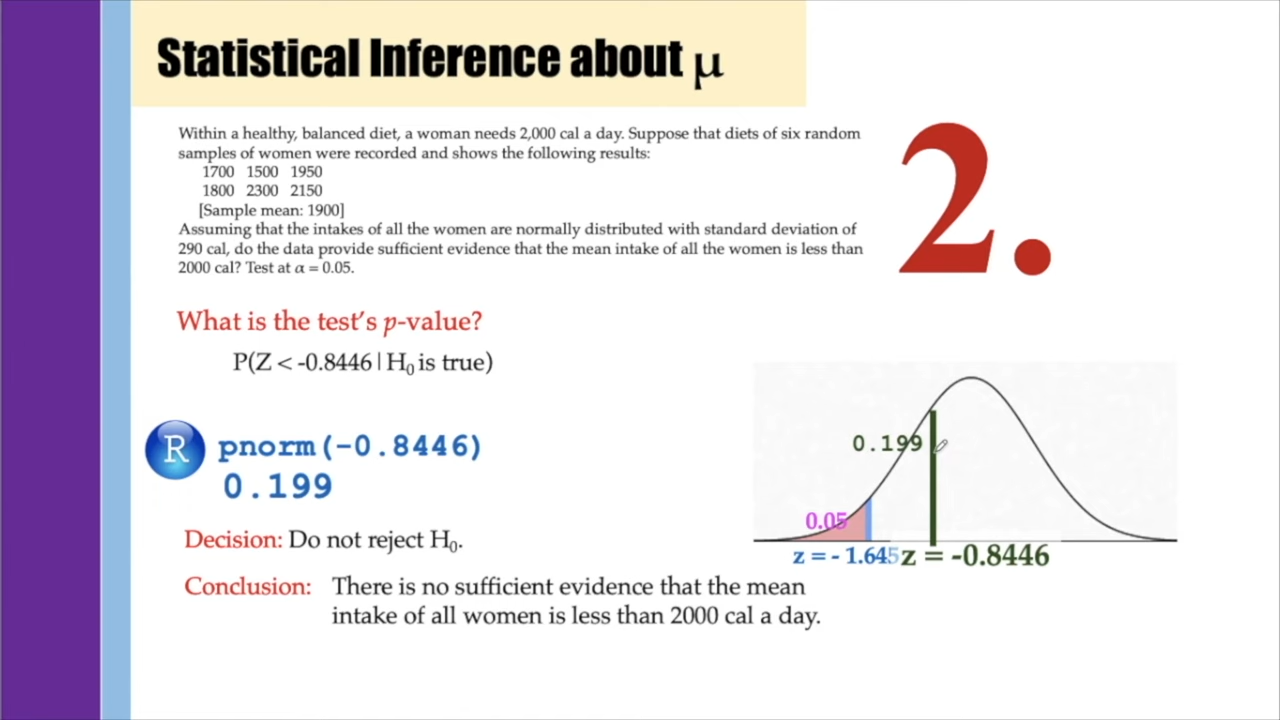 Statistical Inference about μ
Within a healthy, balanced diet, a woman needs 2,000 cal a day. Suppose that diets of six random
samples of women were recorded and shows the following results:
1700 1500 1950
1800 2300 2150
[Sample mean: 1900]
Assuming that the intakes of all the women are normally distributed with standard deviation of
290 cal, do the data provide sufficient evidence that the mean intake of all the women is less than
2000 cal? Test at α = 0.05.
2.
What is the test's p-value?
P(Z < -0.8446 | H₀ is true)
R pnorm(-0.8446)
0.199
Decision: Do not reject H₀.
Conclusion: There is no sufficient evidence that the mean
intake of all women is less than 2000 cal a day.
0.199
0.05
z = - 1.645 z = -0.8446